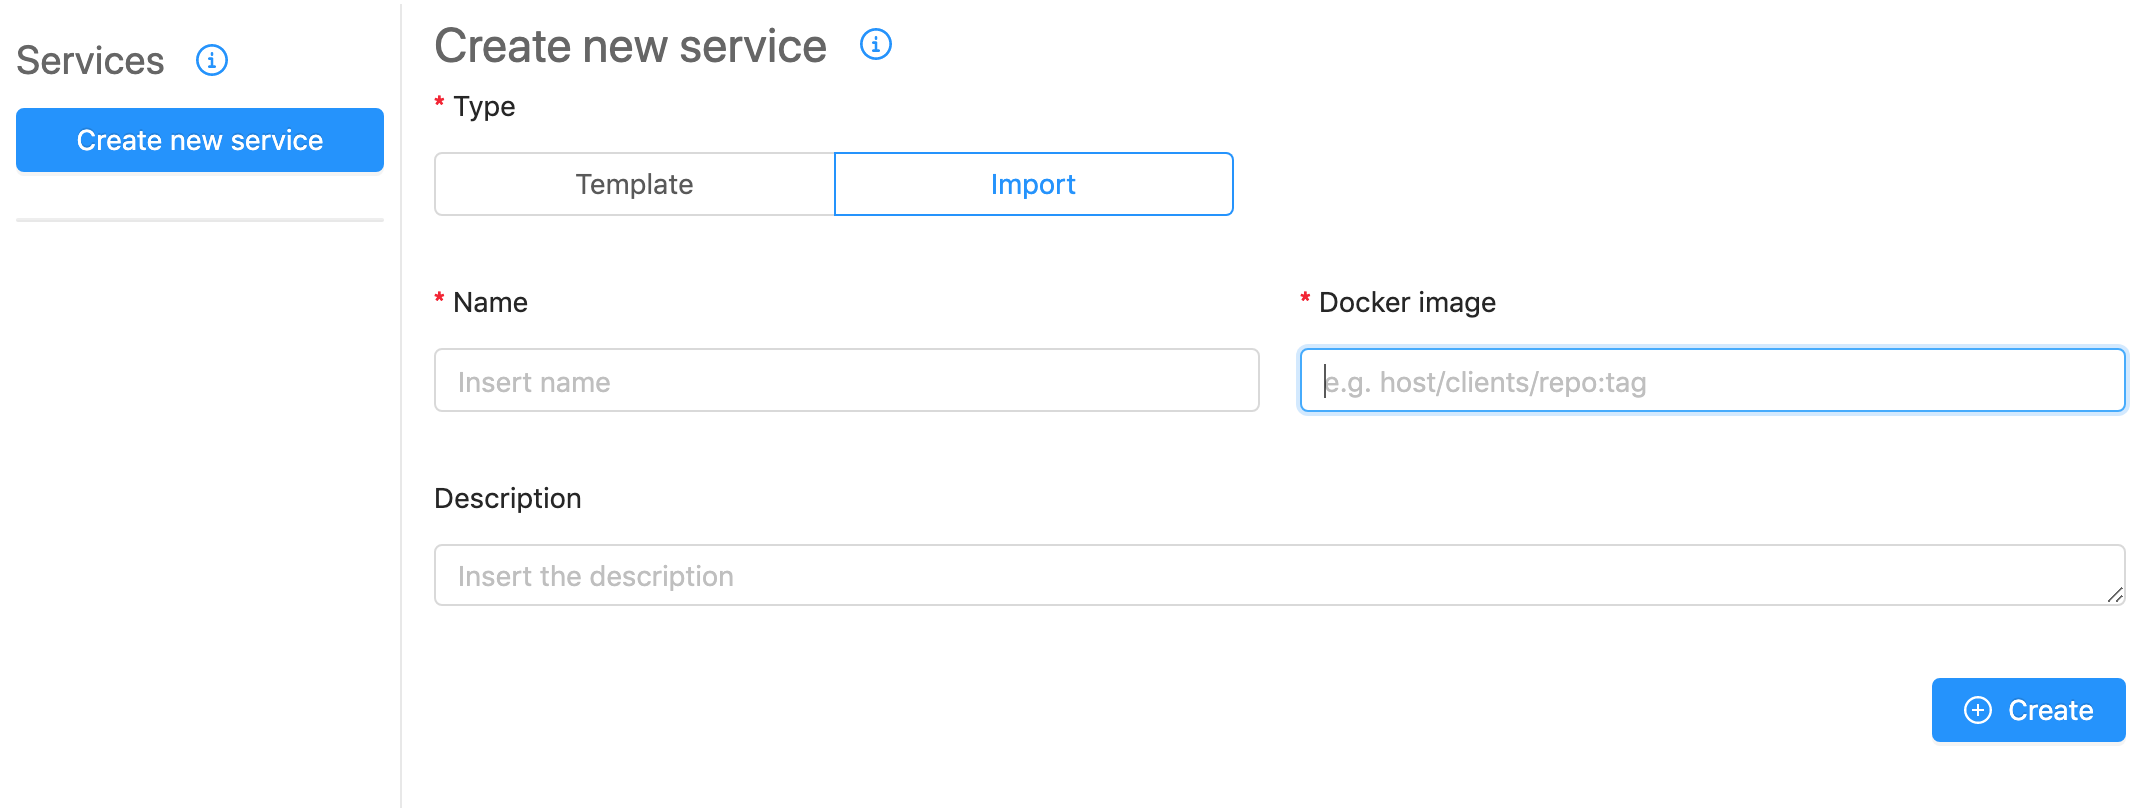 Services
Create new service
Create new service
* Type
Template
Import
* Name
* Docker image
Insert name
e.g. host/clients/repo:tag
Description
Insert the description
Create